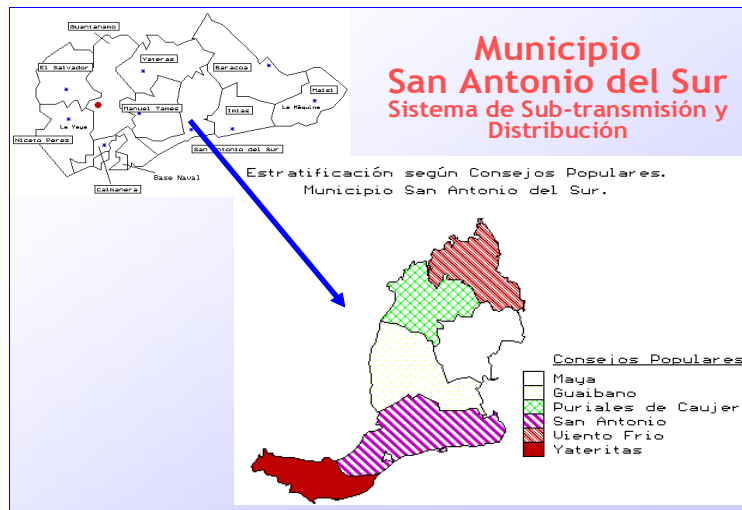 Municipio
San Antonio del Sur
Sistema de Sub-transmisión y
Distribución
Guantanamo
El Salvador
Yateras
Baracoa
Maisi
La Máquina
Manuel Tames
Imias
La Yaya
Niceto Perez
San Antonio del Sur
Base Naval
Caimanera
Estratificación según Consejos Populares.
Municipio San Antonio del Sur.
Consejos Populares
Maya
Guaibano
Puriales de Caujer
San Antonio
Viento Frio
Yateritas